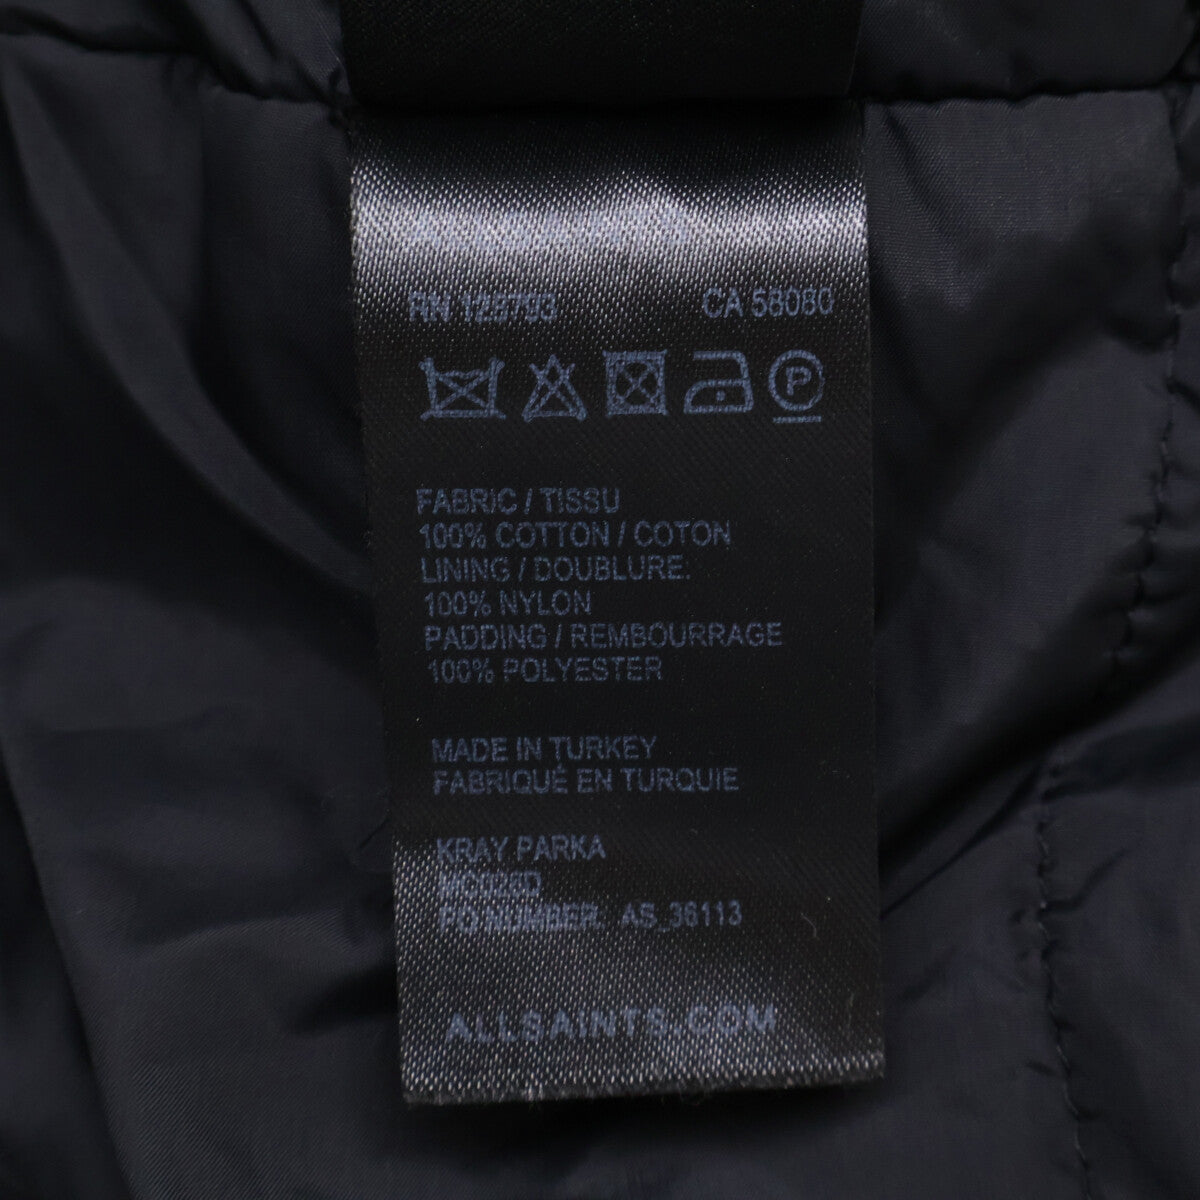 RN 128793 CA 58080
P
FABRIC / TISSU
100% COTTON / COTON
LINING / DOUBLURE.
100% NYLON
PADDING / REMBOURRAGE
100% POLYESTER
MADE IN TURKEY
FABRIQUÉ EN TURQUIE
KRAY PARKA
MC028D
PO NUMBER: AS_36113
ALLSAINTS.COM